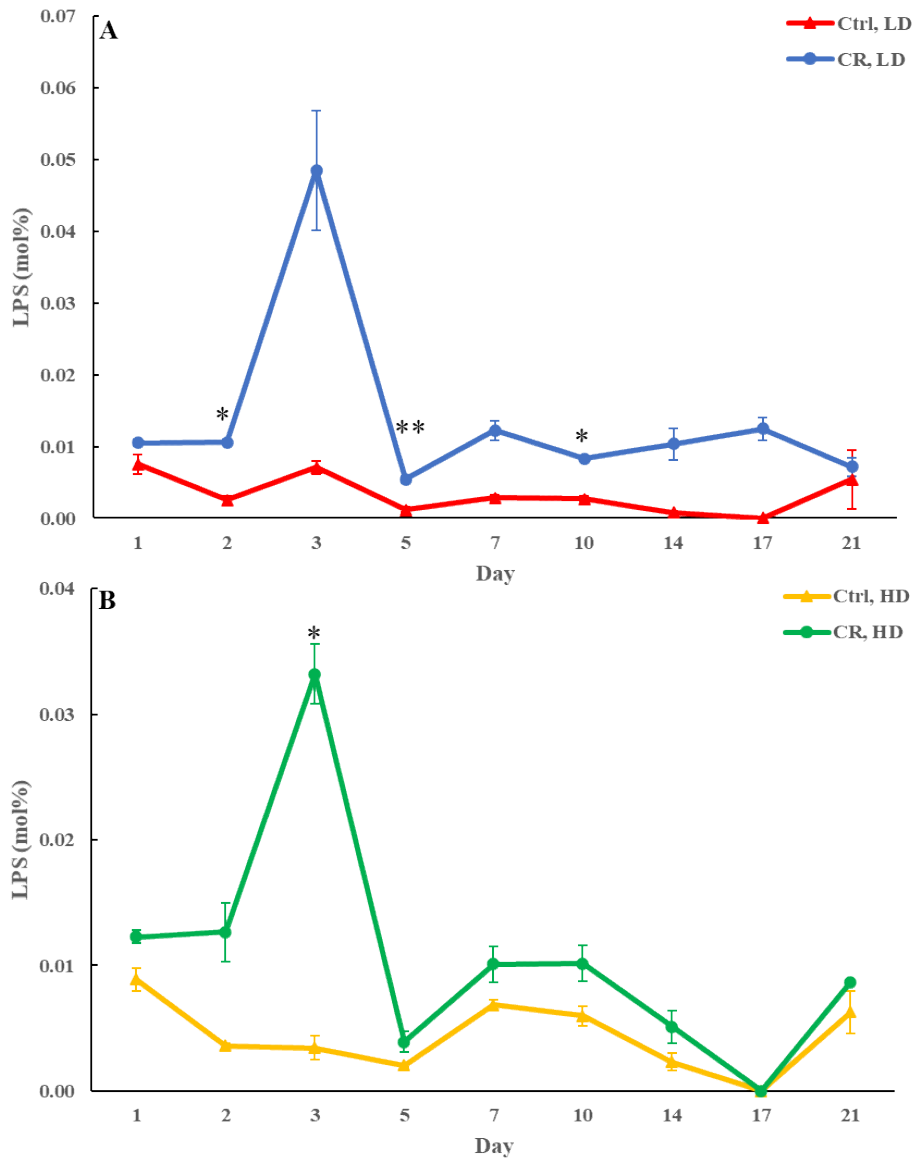 A
Ctrl, LD
CR, LD
0.07
0.06
0.05
0.04
0.03
0.02
0.01
0.00
LPS (mol%)
*
**
*
1 2 3 5 7 10 14 17 21
Day
B
Ctrl, HD
CR, HD
0.04
0.03
0.02
0.01
0.00
LPS (mol%)
*
1 2 3 5 7 10 14 17 21
Day